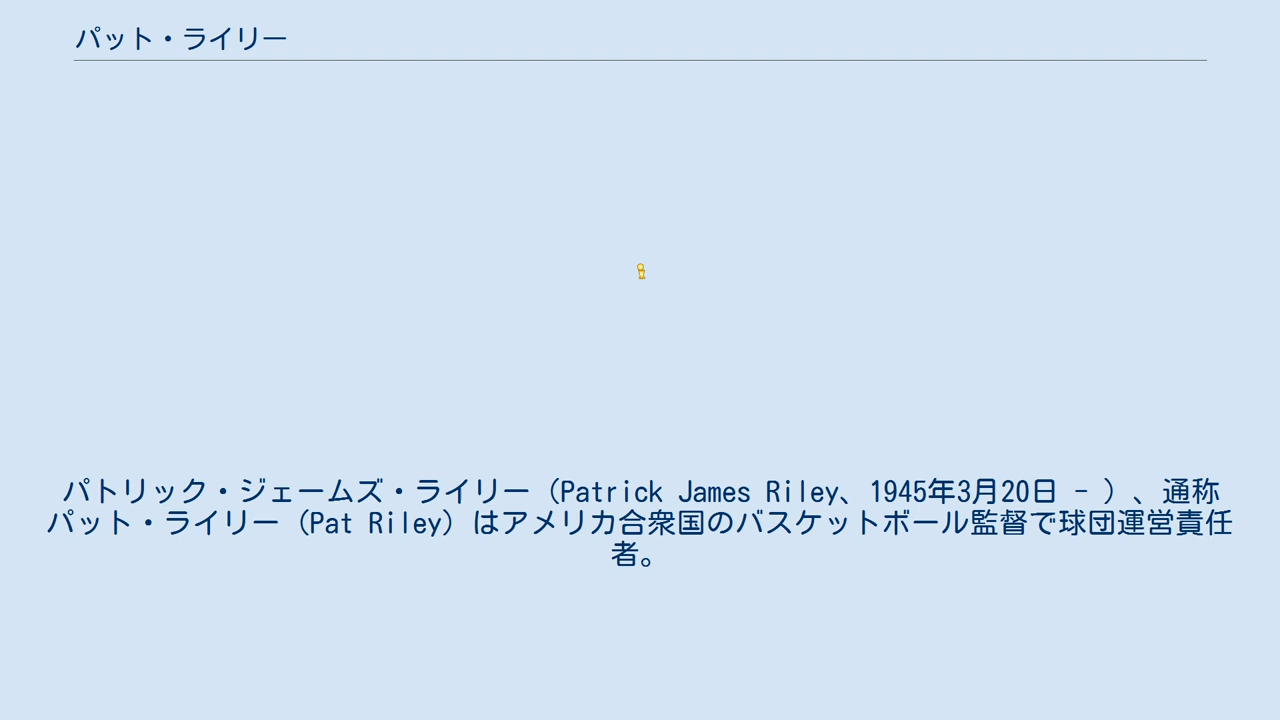 パット・ライリー
パトリック・ジェームズ・ライリー（Patrick James Riley、1945年3月20日 - ）、通称
パット・ライリー（Pat Riley）はアメリカ合衆国のバスケットボール監督で球団運営責任
者。